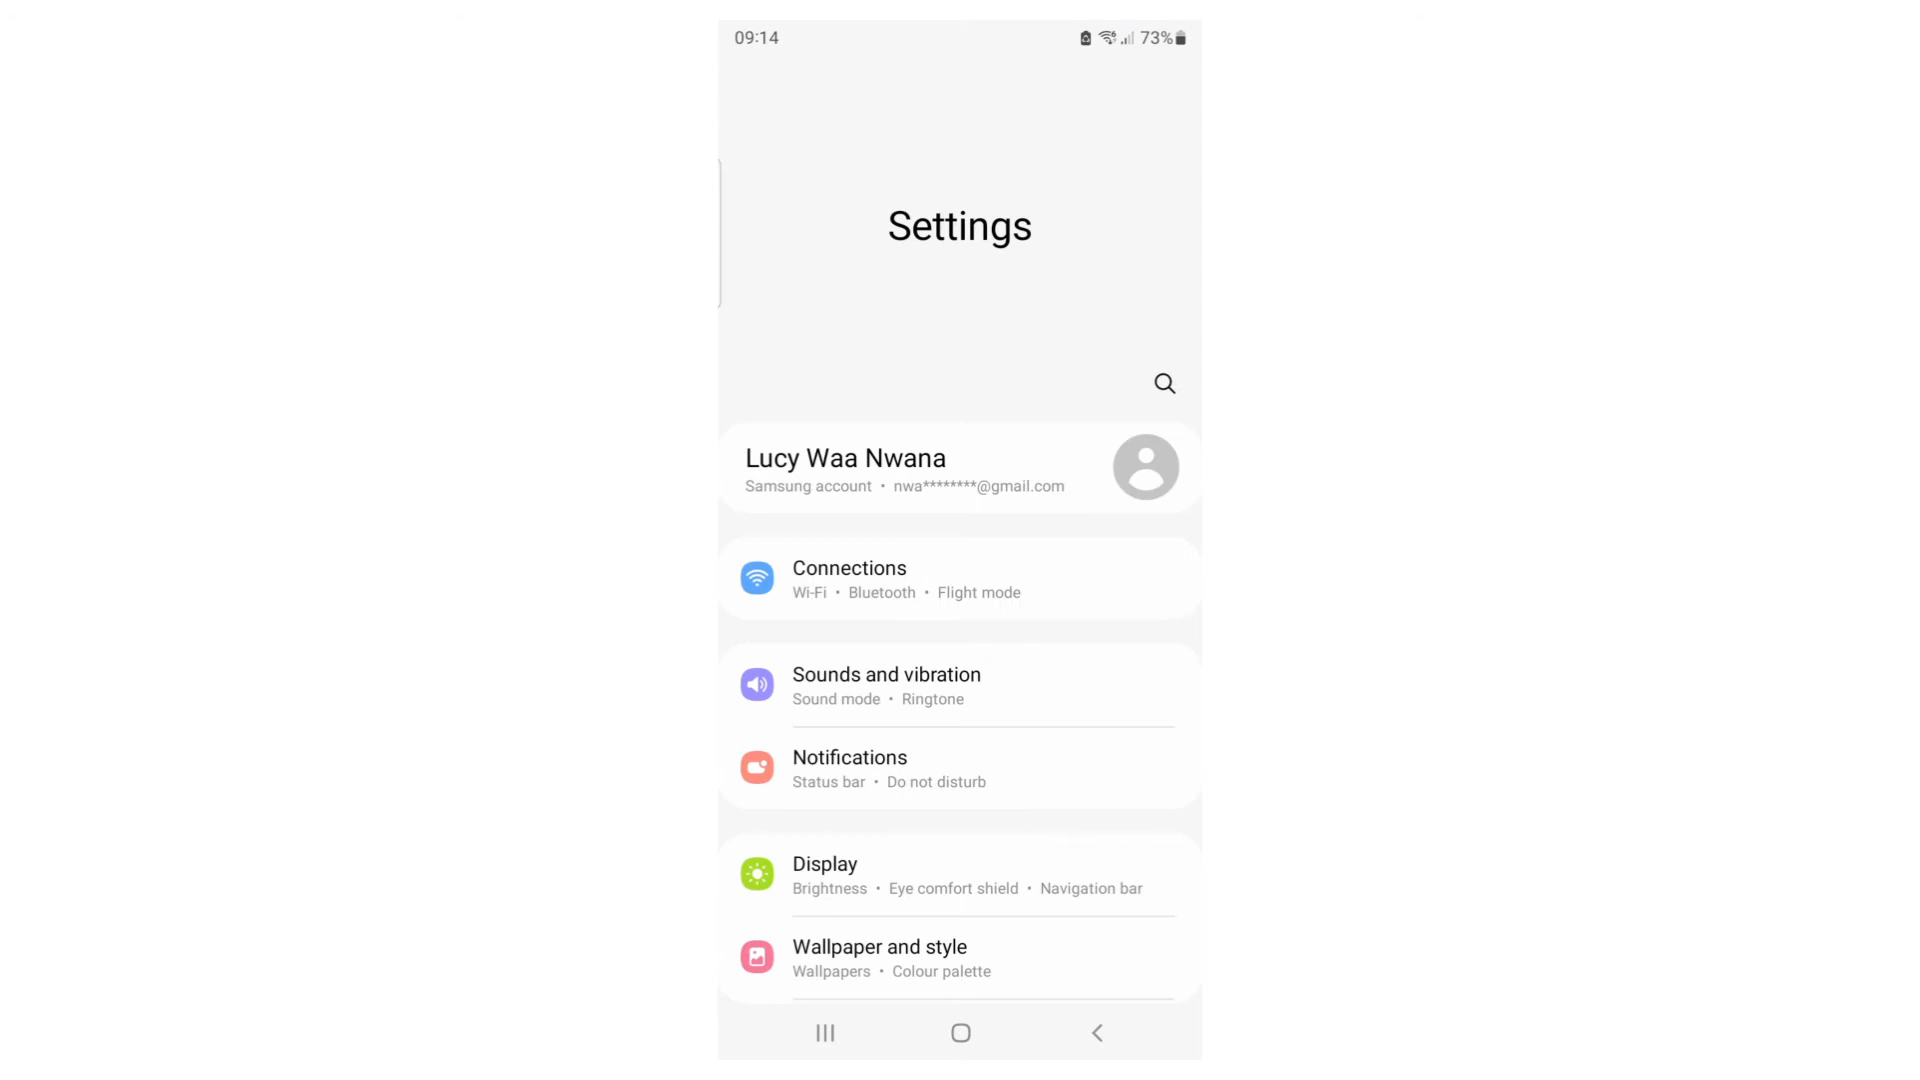 09:14
73%
Settings
Lucy Waa Nwana
Samsung account • nwa********@gmail.com
Connections
Wi-Fi • Bluetooth • Flight mode
Sounds and vibration
Sound mode • Ringtone
Notifications
Status bar • Do not disturb
Display
Brightness • Eye comfort shield • Navigation bar
Wallpaper and style
Wallpapers • Colour palette